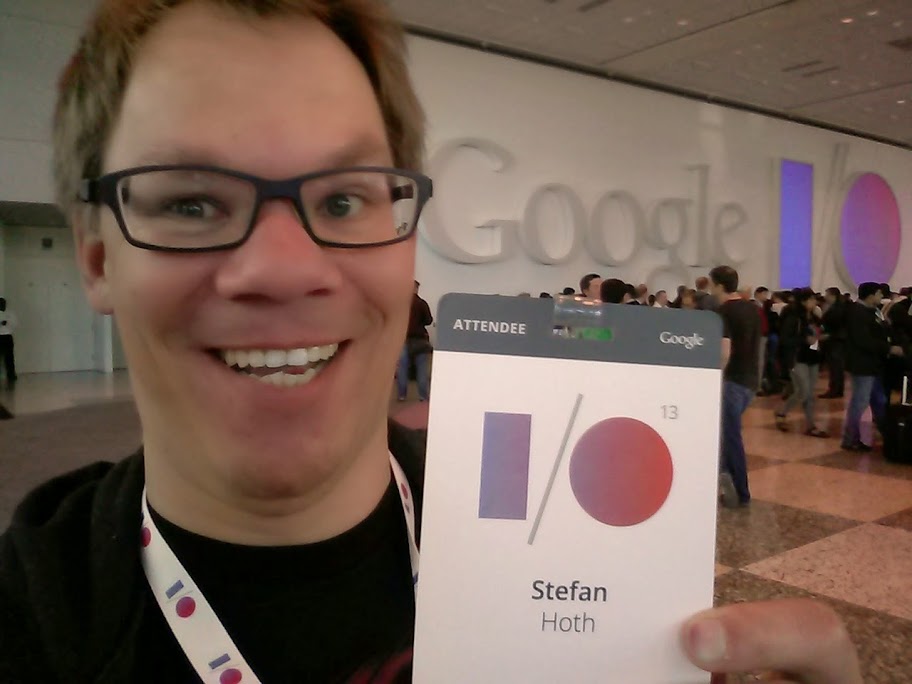 Google I/O
ATTENDEE
Google
I/O 13
Stefan
Hoth
I/O
I/O